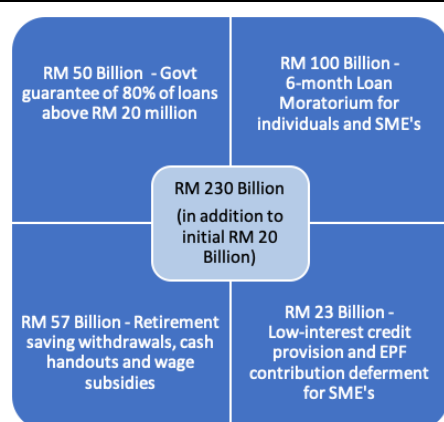 RM 50 Billion - Govt
guarantee of 80% of loans
above RM 20 million
RM 100 Billion -
6-month Loan
Moratorium for
individuals and SME's
RM 230 Billion
(in addition to
initial RM 20
Billion)
RM 57 Billion - Retirement
saving withdrawals, cash
handouts and wage
subsidies
RM 23 Billion -
Low-interest credit
provision and EPF
contribution deferment
for SME's